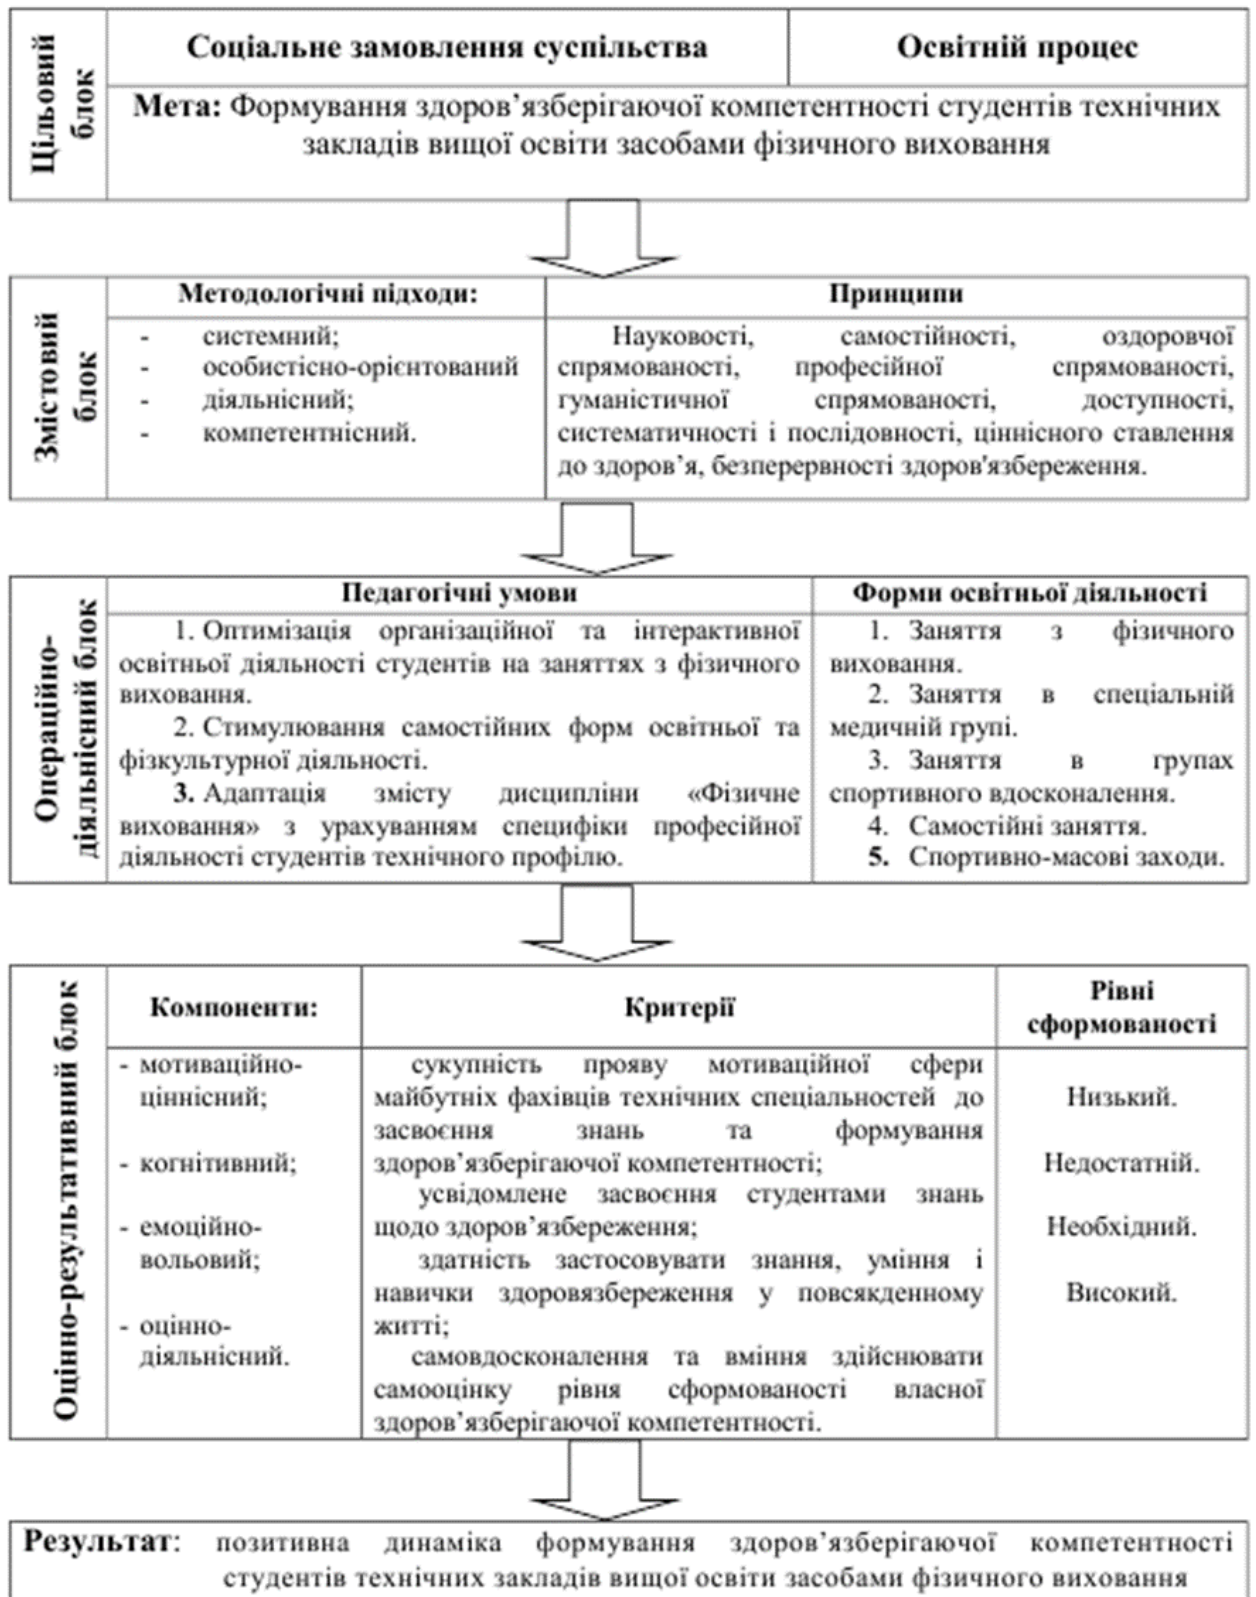 Цільовий
блок
Соціальне замовлення суспільства
Освітній процес
Мета: Формування здоров’язберігаючої компетентності студентів технічних
закладів вищої освіти засобами фізичного виховання
Змістовий
блок
Методологічні підходи:
- системний;
- особистісно-орієнтований
- діяльнісний;
- компетентнісний.
Принципи
Науковості, самостійності, оздоровчої
спрямованості, професійної спрямованості,
гуманістичної спрямованості, доступності,
систематичності і послідовності, ціннісного ставлення
до здоров’я, безперервності здоров'язбереження.
Операційно-
діяльнісний блок
Педагогічні умови
1. Оптимізація організаційної та інтерактивної
освітньої діяльності студентів на заняттях з фізичного
виховання.
2. Стимулювання самостійних форм освітньої та
фізкультурної діяльності.
3. Адаптація змісту дисципліни «Фізичне
виховання» з урахуванням специфіки професійної
діяльності студентів технічного профілю.
Форми освітньої діяльності
1. Заняття з фізичного
виховання.
2. Заняття в спеціальній
медичній групі.
3. Заняття в групах
спортивного вдосконалення.
4. Самостійні заняття.
5. Спортивно-масові заходи.
Оцінно-результативний блок
Компоненти:
- мотиваційно-
ціннісний;
- когнітивний;
- емоційно-
вольовий;
- оцінно-
діяльнісний.
Критерії
сукупність прояву мотиваційної сфери
майбутніх фахівців технічних спеціальностей до
засвоєння знань та формування
здоров’язберігаючої компетентності;
усвідомлене засвоєння студентами знань
щодо здоров’язбереження;
здатність застосовувати знання, уміння і
навички здоровязбереження у повсякденному
житті;
самовдосконалення та вміння здійснювати
самооцінку рівня сформованості власної
здоров’язберігаючої компетентності.
Рівні
сформованості
Низький.
Недостатній.
Необхідний.
Високий.
Результат: позитивна динаміка формування здоров’язберігаючої компетентності
студентів технічних закладів вищої освіти засобами фізичного виховання